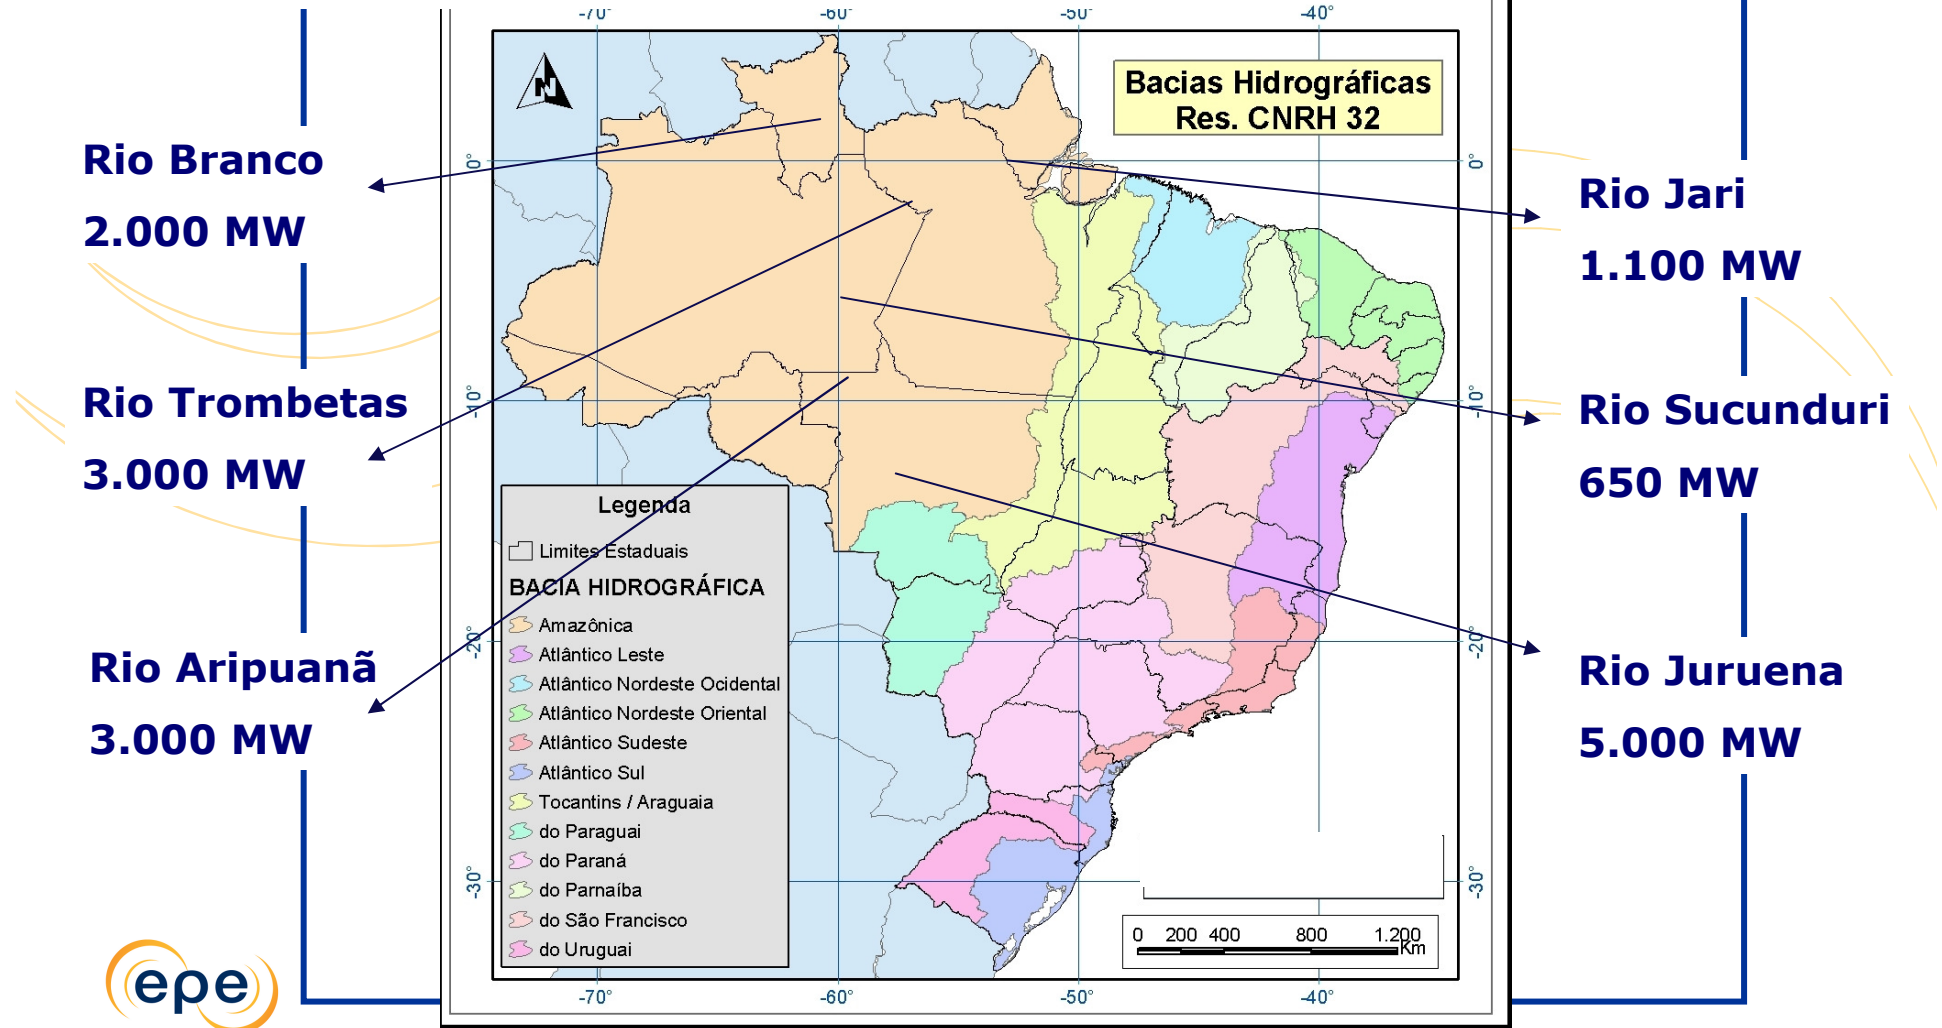 -70°
-60°
-50°
-40°
N
Bacias Hidrográficas
Res. CNRH 32
Rio Branco
2.000 MW
Rio Trombetas
3.000 MW
Rio Aripuanã
3.000 MW
Rio Jari
1.100 MW
Rio Sucunduri
650 MW
Rio Juruena
5.000 MW
0°
-10°
-20°
-30°
0°
-10°
-20°
-30°
Legenda
Limites Estaduais
BACIA HIDROGRÁFICA
Amazônica
Atlântico Leste
Atlântico Nordeste Ocidental
Atlântico Nordeste Oriental
Atlântico Sudeste
Atlântico Sul
Tocantins / Araguaia
do Paraguai
do Paraná
do Parnaíba
do São Francisco
do Uruguai
0 200 400 800 1.200
Km
-70°
-60°
-50°
-40°
epe